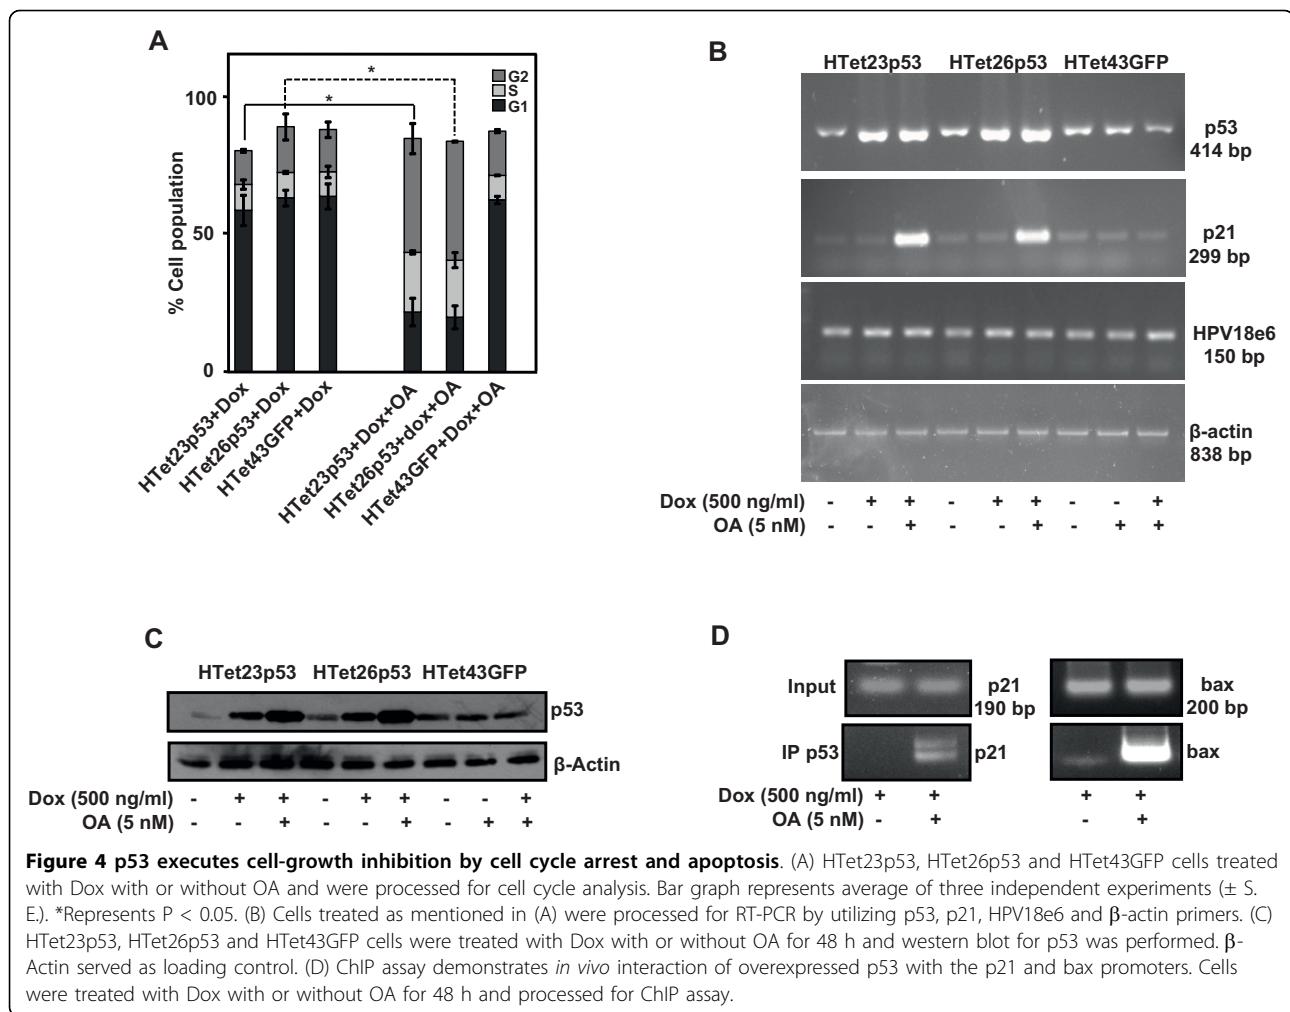 A
G2
S
G1
*
*
100
50
0
% Cell population
HTet23p53+Dox
HTet26p53+Dox
HTet43GFP+Dox
HTet23p53+Dox+OA
HTet26p53+dox+OA
HTet43GFP+Dox+OA
B
HTet23p53 HTet26p53 HTet43GFP
p53
414 bp
p21
299 bp
HPV18e6
150 bp
β-actin
838 bp
Dox (500 ng/ml) - + + - + + - - +
OA (5 nM) - - + - - + - + +
C
HTet23p53 HTet26p53 HTet43GFP
p53
β-Actin
Dox (500 ng/ml) - + + - + + - - +
OA (5 nM) - - + - - + - + +
D
Input
p21
190 bp
bax
200 bp
IP p53
p21
bax
Dox (500 ng/ml) + + + +
OA (5 nM) - + - +
Figure 4 p53 executes cell-growth inhibition by cell cycle arrest and apoptosis. (A) HTet23p53, HTet26p53 and HTet43GFP cells treated
with Dox with or without OA and were processed for cell cycle analysis. Bar graph represents average of three independent experiments (± S.
E.). *Represents P < 0.05. (B) Cells treated as mentioned in (A) were processed for RT-PCR by utilizing p53, p21, HPV18e6 and β-actin primers. (C)
HTet23p53, HTet26p53 and HTet43GFP cells were treated with Dox with or without OA for 48 h and western blot for p53 was performed. β-
Actin served as loading control. (D) ChIP assay demonstrates in vivo interaction of overexpressed p53 with the p21 and bax promoters. Cells
were treated with Dox with or without OA for 48 h and processed for ChIP assay.